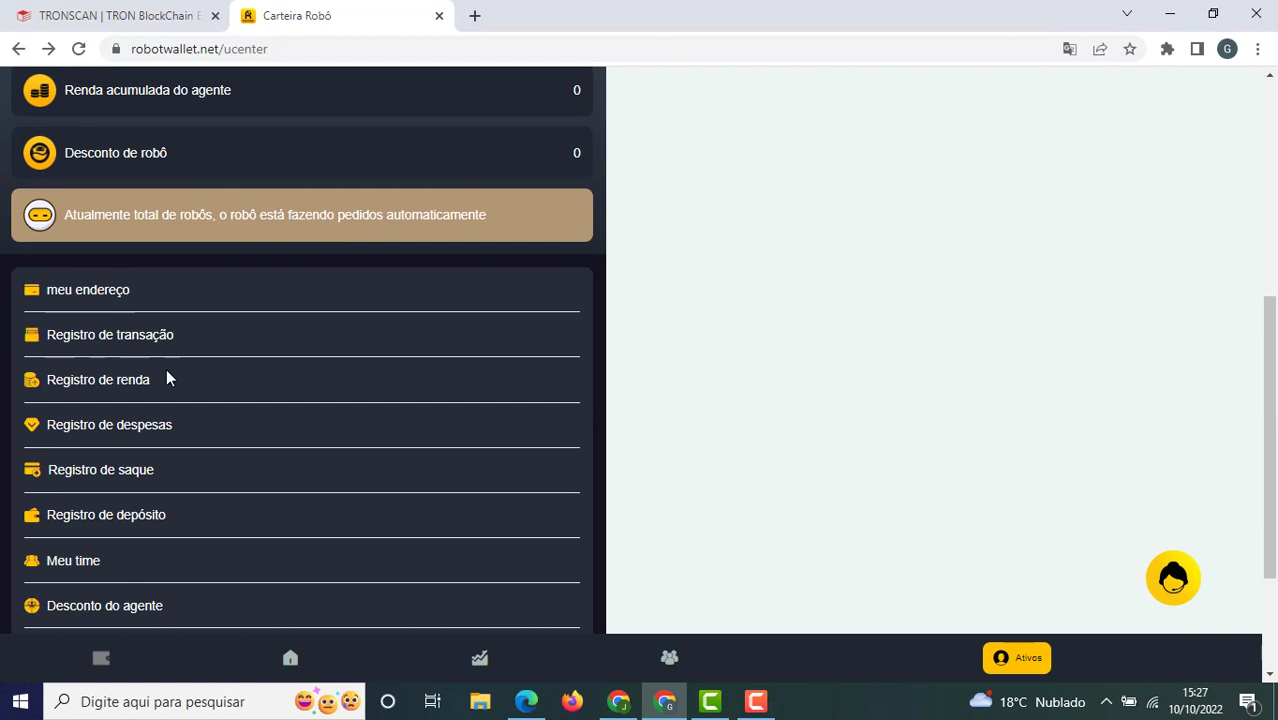 TRONSCAN | TRON BlockChain E
Carteira Robô
robotwallet.net/ucenter
G
Renda acumulada do agente 0
Desconto de robô 0
Atualmente total de robôs, o robô está fazendo pedidos automaticamente
meu endereço
Registro de transação
Registro de renda
Registro de despesas
Registro de saque
Registro de depósito
Meu time
Desconto do agente
Ativos
Digite aqui para pesquisar
J
G
C
C
18°C Nublado
15:27
10/10/2022
1